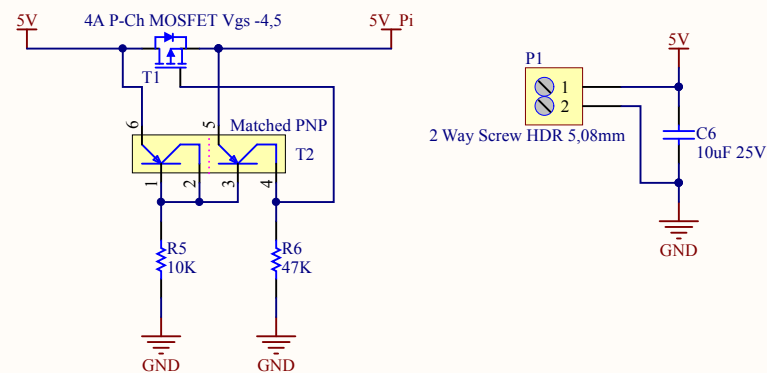 5V
4A P-Ch MOSFET Vgs -4,5
5V_Pi
T1
6
5
Matched PNP
T2
1
2
3
4
R5
10K
R6
47K
GND
GND
5V
P1
1
2
2 Way Screw HDR 5,08mm
C6
10uF 25V
GND